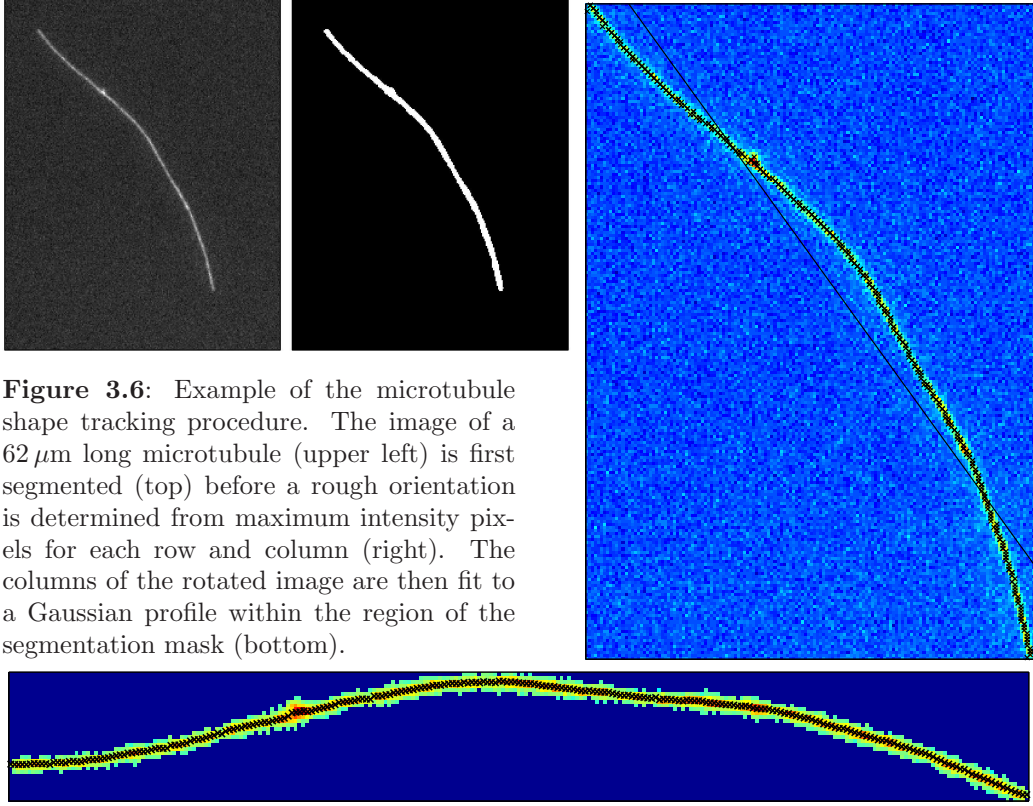 Figure 3.6: Example of the microtubule
shape tracking procedure. The image of a
62 μm long microtubule (upper left) is first
segmented (top) before a rough orientation
is determined from maximum intensity pix-
els for each row and column (right). The
columns of the rotated image are then fit to
a Gaussian profile within the region of the
segmentation mask (bottom).